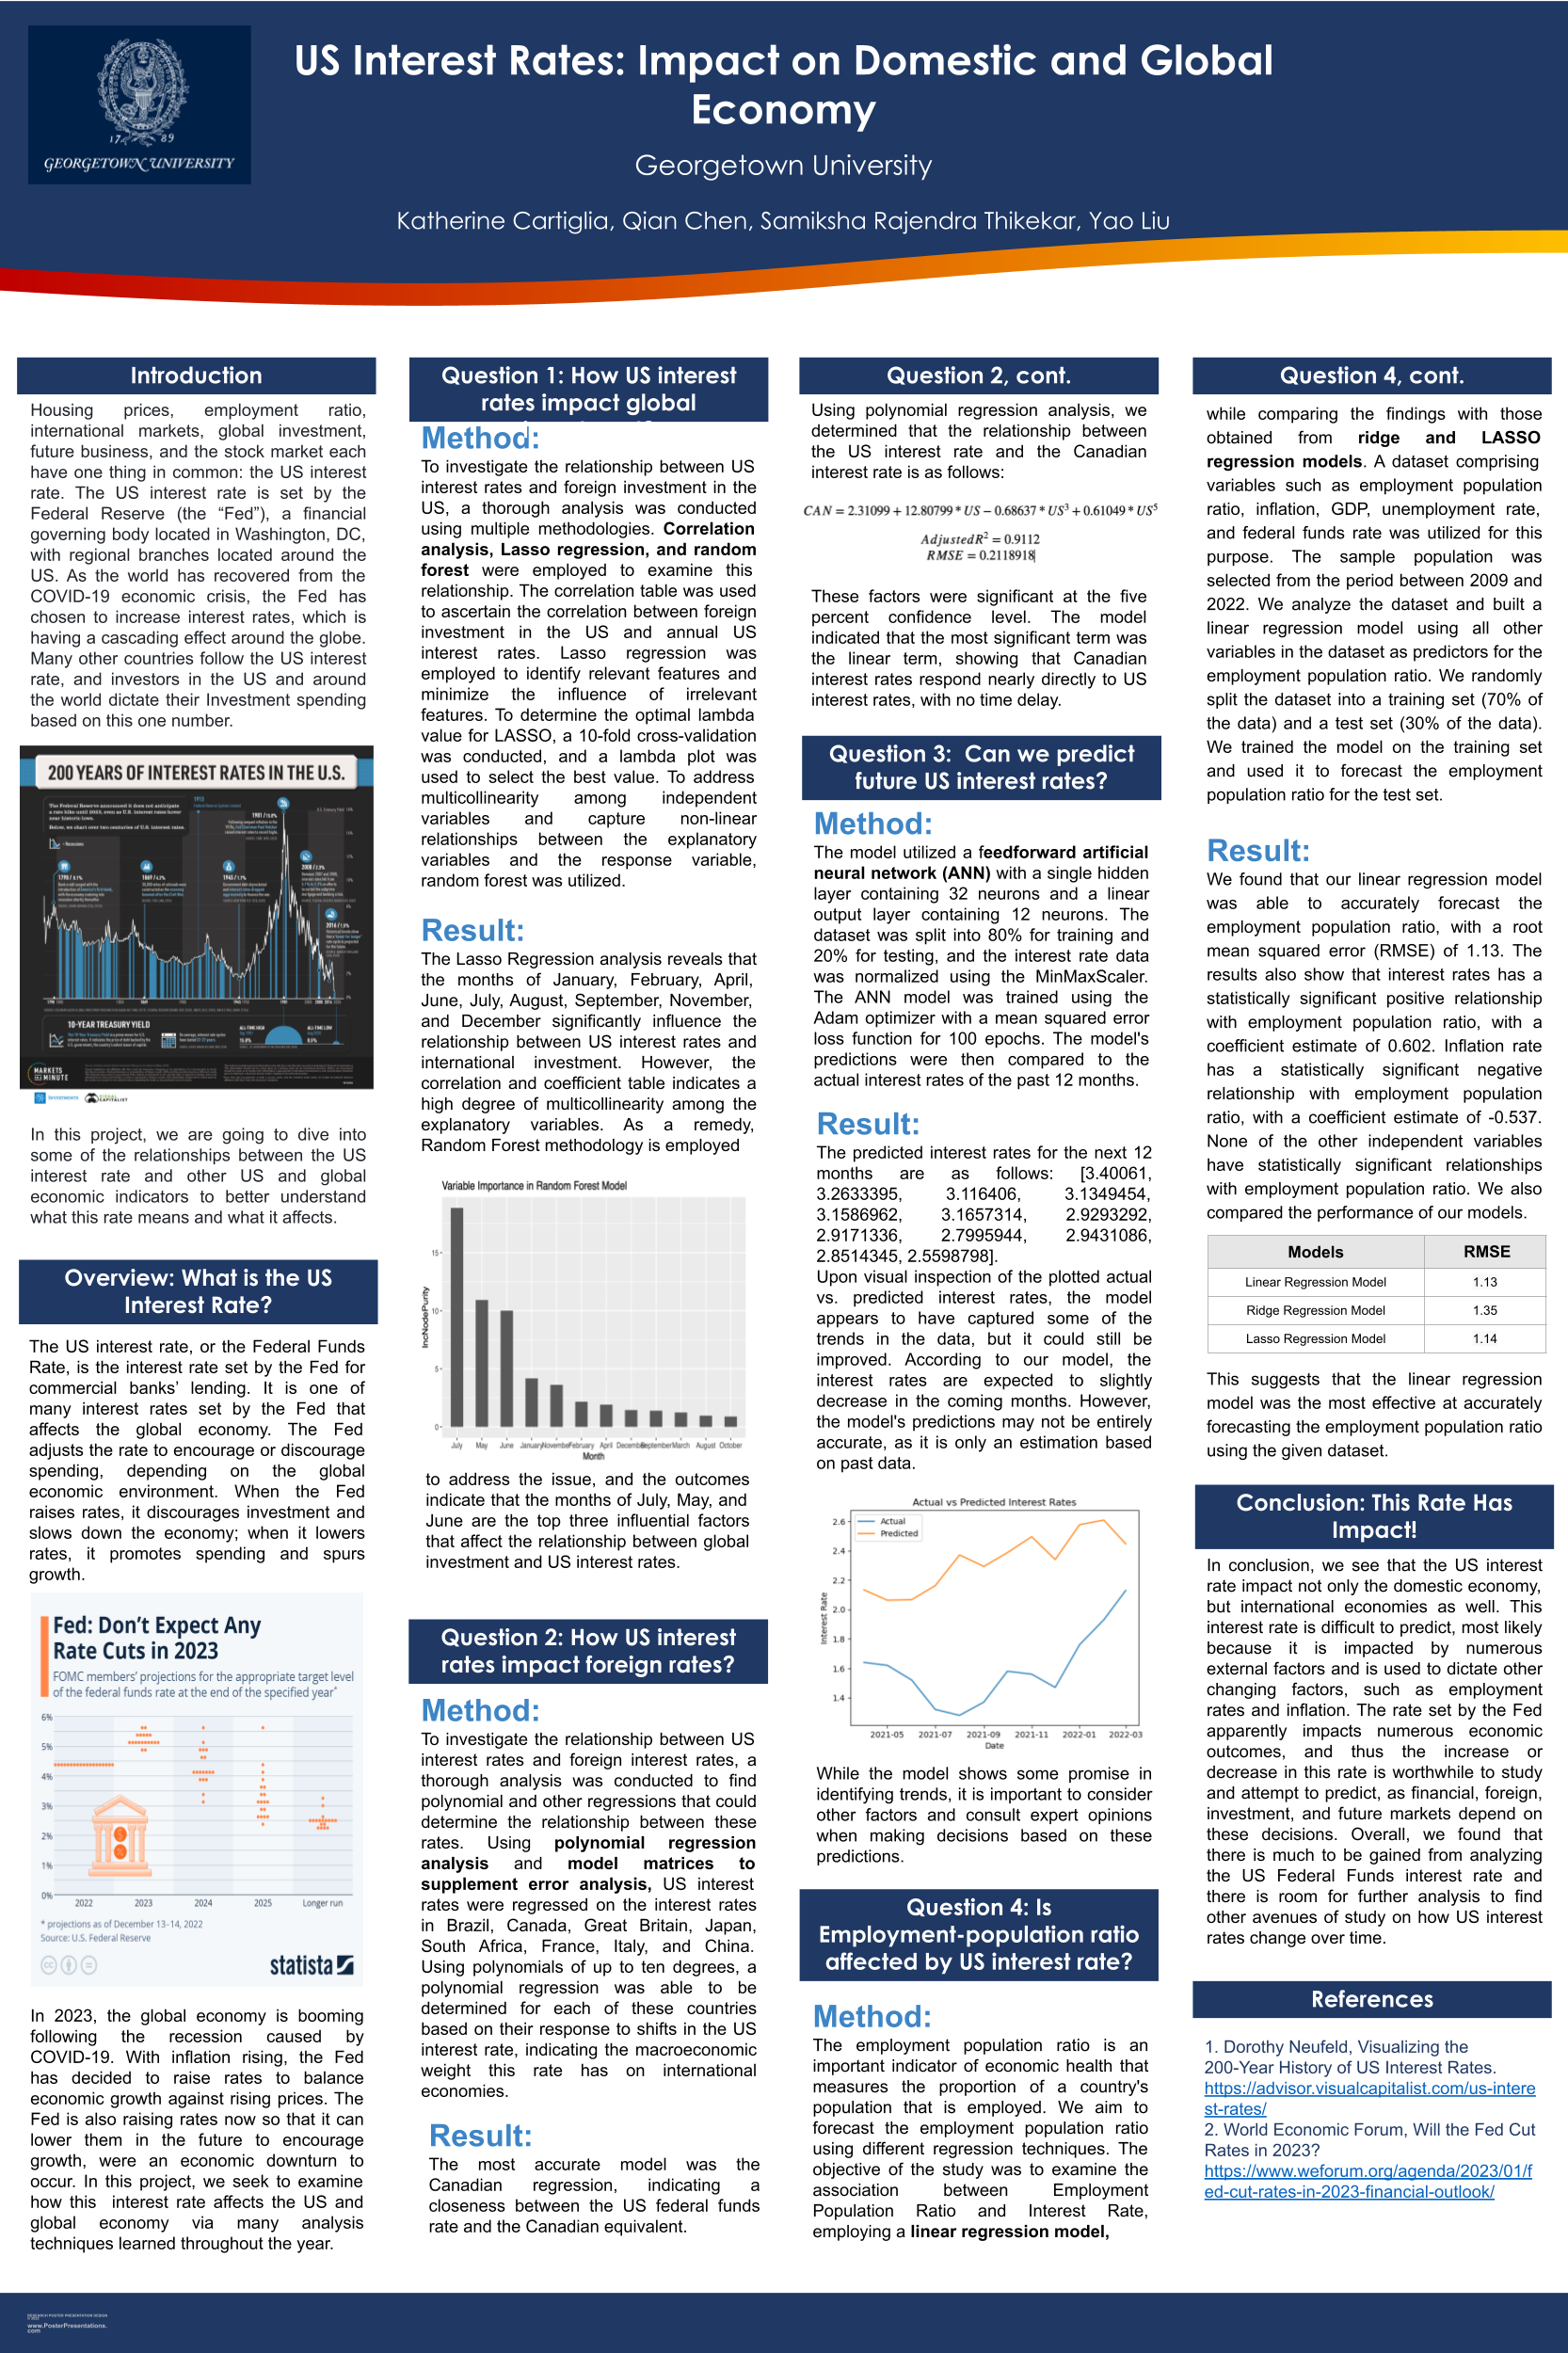 US Interest Rates: Impact on Domestic and Global
Economy
Georgetown University
Katherine Cartiglia, Qian Chen, Samiksha Rajendra Thikekar, Yao Liu
17 89
GEORGETOWN UNIVERSITY
Introduction
Housing prices, employment ratio,
international markets, global investment,
future business, and the stock market each
have one thing in common: the US interest
rate. The US interest rate is set by the
Federal Reserve (the “Fed”), a financial
governing body located in Washington, DC,
with regional branches located around the
US. As the world has recovered from the
COVID-19 economic crisis, the Fed has
chosen to increase interest rates, which is
having a cascading effect around the globe.
Many other countries follow the US interest
rate, and investors in the US and around
the world dictate their Investment spending
based on this one number.
200 YEARS OF INTEREST RATES IN THE U.S.
10-YEAR TREASURY YIELD
MARKETS
MINUTE
In this project, we are going to dive into
some of the relationships between the US
interest rate and other US and global
economic indicators to better understand
what this rate means and what it affects.
Overview: What is the US
Interest Rate?
The US interest rate, or the Federal Funds
Rate, is the interest rate set by the Fed for
commercial banks’ lending. It is one of
many interest rates set by the Fed that
affects the global economy. The Fed
adjusts the rate to encourage or discourage
spending, depending on the global
economic environment. When the Fed
raises rates, it discourages investment and
slows down the economy; when it lowers
rates, it promotes spending and spurs
growth.
Fed: Don’t Expect Any
Rate Cuts in 2023
FOMC members’ projections for the appropriate target level
of the federal funds rate at the end of the specified year*
6%
5%
4%
3%
2%
1%
0%
2022 2023 2024 2025 Longer run
* projections as of December 13-14, 2022
Source: U.S. Federal Reserve
statista
In 2023, the global economy is booming
following the recession caused by
COVID-19. With inflation rising, the Fed
has decided to raise rates to balance
economic growth against rising prices. The
Fed is also raising rates now so that it can
lower them in the future to encourage
growth, were an economic downturn to
occur. In this project, we seek to examine
how this interest rate affects the US and
global economy via many analysis
techniques learned throughout the year.
Question 1: How US interest
rates impact global
Method:
To investigate the relationship between US
interest rates and foreign investment in the
US, a thorough analysis was conducted
using multiple methodologies. Correlation
analysis, Lasso regression, and random
forest were employed to examine this
relationship. The correlation table was used
to ascertain the correlation between foreign
investment in the US and annual US
interest rates. Lasso regression was
employed to identify relevant features and
minimize the influence of irrelevant
features. To determine the optimal lambda
value for LASSO, a 10-fold cross-validation
was conducted, and a lambda plot was
used to select the best value. To address
multicollinearity among independent
variables and capture non-linear
relationships between the explanatory
variables and the response variable,
random forest was utilized.
Result:
The Lasso Regression analysis reveals that
the months of January, February, April,
June, July, August, September, November,
and December significantly influence the
relationship between US interest rates and
international investment. However, the
correlation and coefficient table indicates a
high degree of multicollinearity among the
explanatory variables. As a remedy,
Random Forest methodology is employed
Variable Importance in Random Forest Model
IncNodePurity
15
10
5
0
July May June January November February April December September March August October
Month
to address the issue, and the outcomes
indicate that the months of July, May, and
June are the top three influential factors
that affect the relationship between global
investment and US interest rates.
Question 2: How US interest
rates impact foreign rates?
Method:
To investigate the relationship between US
interest rates and foreign interest rates, a
thorough analysis was conducted to find
polynomial and other regressions that could
determine the relationship between these
rates. Using polynomial regression
analysis and model matrices to
supplement error analysis, US interest
rates were regressed on the interest rates
in Brazil, Canada, Great Britain, Japan,
South Africa, France, Italy, and China.
Using polynomials of up to ten degrees, a
polynomial regression was able to be
determined for each of these countries
based on their response to shifts in the US
interest rate, indicating the macroeconomic
weight this rate has on international
economies.
Result:
The most accurate model was the
Canadian regression, indicating a
closeness between the US federal funds
rate and the Canadian equivalent.
Question 2, cont.
Using polynomial regression analysis, we
determined that the relationship between
the US interest rate and the Canadian
interest rate is as follows:
CAN = 2.31099 + 12.80799 * US − 0.68637 * US³ + 0.61049 * US⁵
AdjustedR² = 0.9112
RMSE = 0.2118918
These factors were significant at the five
percent confidence level. The model
indicated that the most significant term was
the linear term, showing that Canadian
interest rates respond nearly directly to US
interest rates, with no time delay.
Question 3: Can we predict
future US interest rates?
Method:
The model utilized a feedforward artificial
neural network (ANN) with a single hidden
layer containing 32 neurons and a linear
output layer containing 12 neurons. The
dataset was split into 80% for training and
20% for testing, and the interest rate data
was normalized using the MinMaxScaler.
The ANN model was trained using the
Adam optimizer with a mean squared error
loss function for 100 epochs. The model's
predictions were then compared to the
actual interest rates of the past 12 months.
Result:
The predicted interest rates for the next 12
months are as follows: [3.40061,
3.2633395, 3.116406, 3.1349454,
3.1586962, 3.1657314, 2.9293292,
2.9171336, 2.7995944, 2.9431086,
2.8514345, 2.5598798].
Upon visual inspection of the plotted actual
vs. predicted interest rates, the model
appears to have captured some of the
trends in the data, but it could still be
improved. According to our model, the
interest rates are expected to slightly
decrease in the coming months. However,
the model's predictions may not be entirely
accurate, as it is only an estimation based
on past data.
Actual vs Predicted Interest Rates
Actual
Predicted
Interest Rate
2.6
2.4
2.2
2.0
1.8
1.6
1.4
2021-05 2021-07 2021-09 2021-11 2022-01 2022-03
Date
While the model shows some promise in
identifying trends, it is important to consider
other factors and consult expert opinions
when making decisions based on these
predictions.
Question 4: Is
Employment-population ratio
affected by US interest rate?
Method:
The employment population ratio is an
important indicator of economic health that
measures the proportion of a country's
population that is employed. We aim to
forecast the employment population ratio
using different regression techniques. The
objective of the study was to examine the
association between Employment
Population Ratio and Interest Rate,
employing a linear regression model,
Question 4, cont.
while comparing the findings with those
obtained from ridge and LASSO
regression models. A dataset comprising
variables such as employment population
ratio, inflation, GDP, unemployment rate,
and federal funds rate was utilized for this
purpose. The sample population was
selected from the period between 2009 and
2022. We analyze the dataset and built a
linear regression model using all other
variables in the dataset as predictors for the
employment population ratio. We randomly
split the dataset into a training set (70% of
the data) and a test set (30% of the data).
We trained the model on the training set
and used it to forecast the employment
population ratio for the test set.
Result:
We found that our linear regression model
was able to accurately forecast the
employment population ratio, with a root
mean squared error (RMSE) of 1.13. The
results also show that interest rates has a
statistically significant positive relationship
with employment population ratio, with a
coefficient estimate of 0.602. Inflation rate
has a statistically significant negative
relationship with employment population
ratio, with a coefficient estimate of -0.537.
None of the other independent variables
have statistically significant relationships
with employment population ratio. We also
compared the performance of our models.
Models RMSE
Linear Regression Model 1.13
Ridge Regression Model 1.35
Lasso Regression Model 1.14
This suggests that the linear regression
model was the most effective at accurately
forecasting the employment population ratio
using the given dataset.
Conclusion: This Rate Has
Impact!
In conclusion, we see that the US interest
rate impact not only the domestic economy,
but international economies as well. This
interest rate is difficult to predict, most likely
because it is impacted by numerous
external factors and is used to dictate other
changing factors, such as employment
rates and inflation. The rate set by the Fed
apparently impacts numerous economic
outcomes, and thus the increase or
decrease in this rate is worthwhile to study
and attempt to predict, as financial, foreign,
investment, and future markets depend on
these decisions. Overall, we found that
there is much to be gained from analyzing
the US Federal Funds interest rate and
there is room for further analysis to find
other avenues of study on how US interest
rates change over time.
References
1. Dorothy Neufeld, Visualizing the
200-Year History of US Interest Rates.
https://advisor.visualcapitalist.com/us-intere
st-rates/
2. World Economic Forum, Will the Fed Cut
Rates in 2023?
https://www.weforum.org/agenda/2023/01/f
ed-cut-rates-in-2023-financial-outlook/
RESEARCH POSTER PRESENTATION DESIGN
www.PosterPresentations.
com